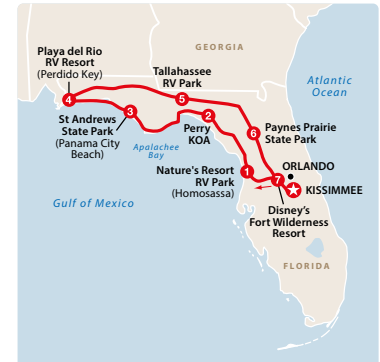 GEORGIA
Playa del Rio
RV Resort
(Perdido Key)
Tallahassee
RV Park
Atlantic
Ocean
4
5
3
2
St Andrews
State Park
(Panama City
Beach)
Apalachee
Bay
Perry
KOA
6
Paynes Prairie
State Park
Nature's Resort
RV Park
(Homosassa)
1
7
ORLANDO
KISSIMMEE
Disney's
Fort Wilderness
Resort
Gulf of Mexico
FLORIDA